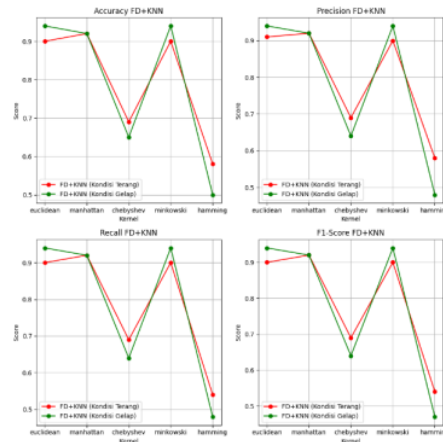 Accuracy FD+KNN
Score
0.9
0.8
0.7
0.6
0.5
FD+KNN (Kondisi Terang)
FD+KNN (Kondisi Gelap)
euclidean manhattan chebyshev minkowski hamming
Kernel
Precision FD+KNN
Score
0.9
0.8
0.7
0.6
0.5
FD+KNN (Kondisi Terang)
FD+KNN (Kondisi Gelap)
euclidean manhattan chebyshev minkowski hamming
Kernel
Recall FD+KNN
Score
0.9
0.8
0.7
0.6
0.5
FD+KNN (Kondisi Terang)
FD+KNN (Kondisi Gelap)
euclidean manhattan chebyshev minkowski hamming
Kernel
F1-Score FD+KNN
Score
0.9
0.8
0.7
0.6
0.5
FD+KNN (Kondisi Terang)
FD+KNN (Kondisi Gelap)
euclidean manhattan chebyshev minkowski hamming
Kernel